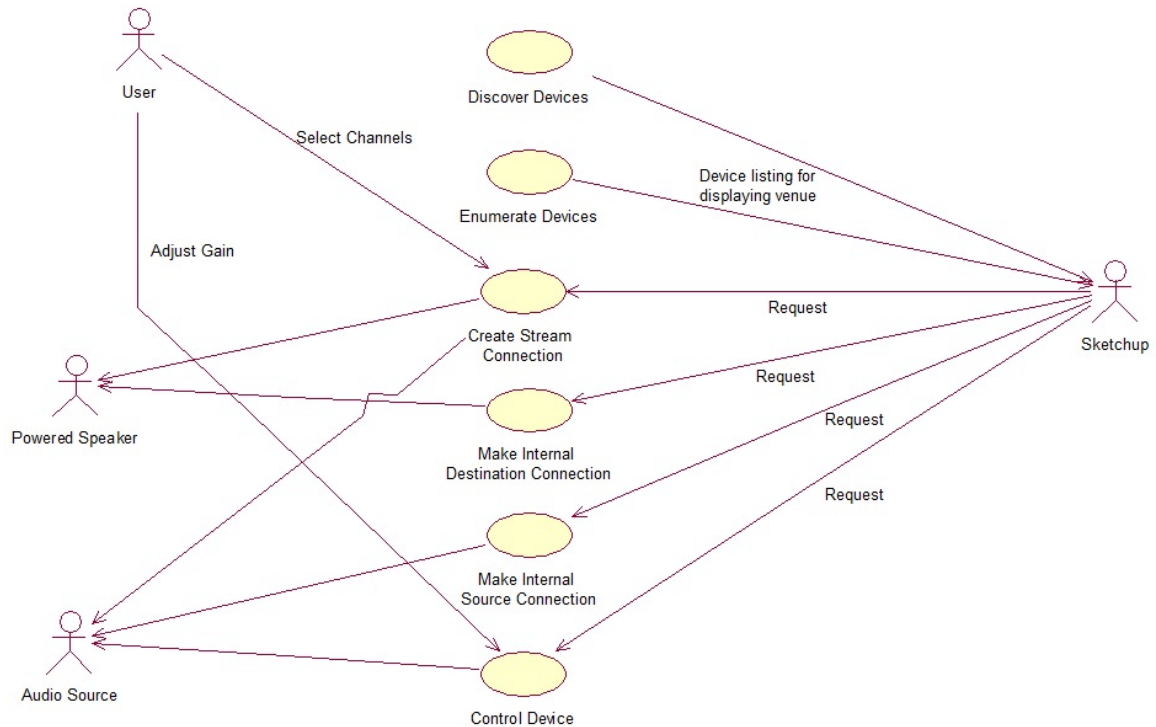 User
Discover Devices
Select Channels
Device listing for
displaying venue
Enumerate Devices
Adjust Gain
Request
Create Stream
Connection
Sketchup
Request
Powered Speaker
Request
Make Internal
Destination Connection
Request
Make Internal
Source Connection
Audio Source
Control Device